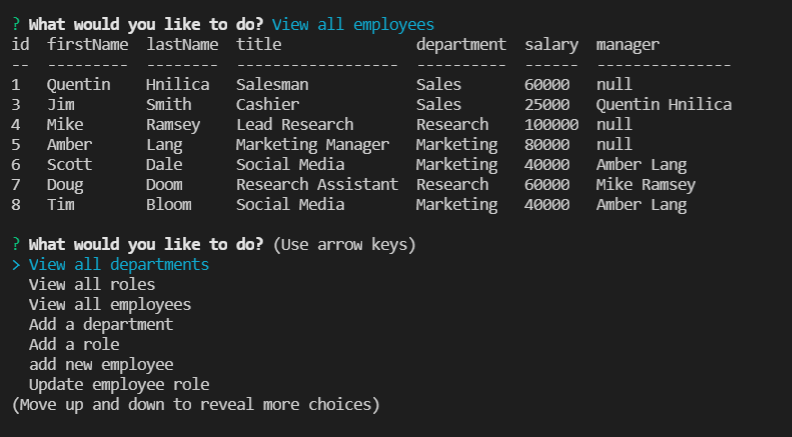 ? What would you like to do? View all employees
id  firstName  lastName  title               department  salary  manager
--  ---------  --------  ------------------  ----------  ------  ---------------
1   Quentin    Hnilica   Salesman            Sales       60000   null
3   Jim        Smith     Cashier             Sales       25000   Quentin Hnilica
4   Mike       Ramsey    Lead Research       Research    100000  null
5   Amber      Lang      Marketing Manager   Marketing   80000   null
6   Scott      Dale      Social Media        Marketing   40000   Amber Lang
7   Doug       Doom      Research Assistant  Research    60000   Mike Ramsey
8   Tim        Bloom     Social Media        Marketing   40000   Amber Lang
? What would you like to do? (Use arrow keys)
> View all departments
  View all roles
  View all employees
  Add a department
  Add a role
  add new employee
  Update employee role
(Move up and down to reveal more choices)